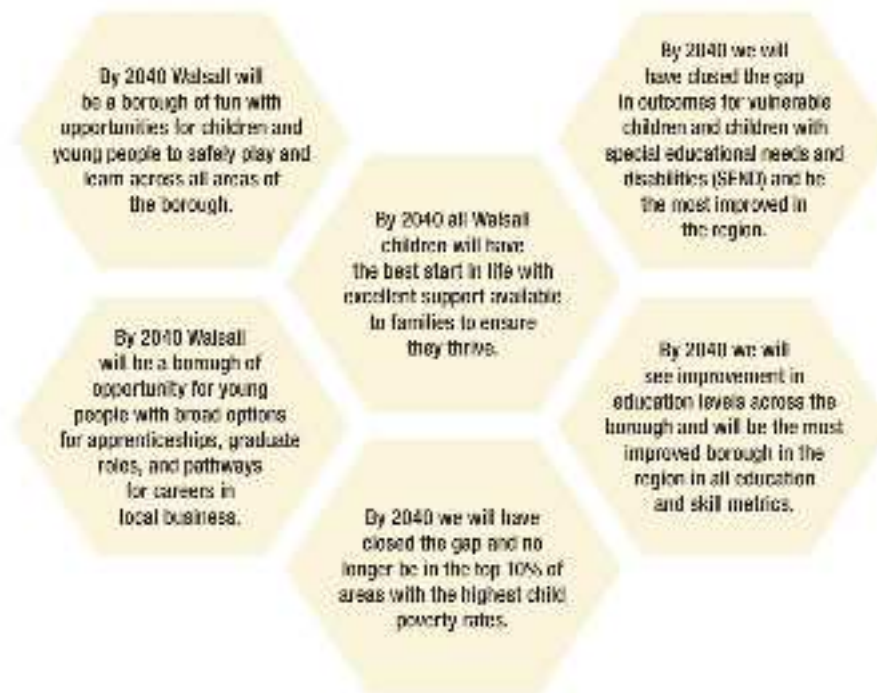 By 2040 Walsall will
be a borough of fun with
opportunities for children and
young people to safely play and
learn across all areas of
the borough.
By 2040 we will
have closed the gap
in outcomes for vulnerable
children and children with
special educational needs and
disabilities (SEND) and be
the most improved in
the region.
By 2040 all Walsall
children will have
the best start in life with
excellent support available
to families to ensure
they thrive.
By 2040 Walsall
will be a borough of
opportunity for young
people with broad options
for apprenticeships, graduate
roles, and pathways
for careers in
local business.
By 2040 we will
see improvement in
education levels across the
borough and will be the most
improved borough in the
region in all education
and skill metrics.
By 2040 we will have
closed the gap and no
longer be in the top 10% of
areas with the highest child
poverty rates.